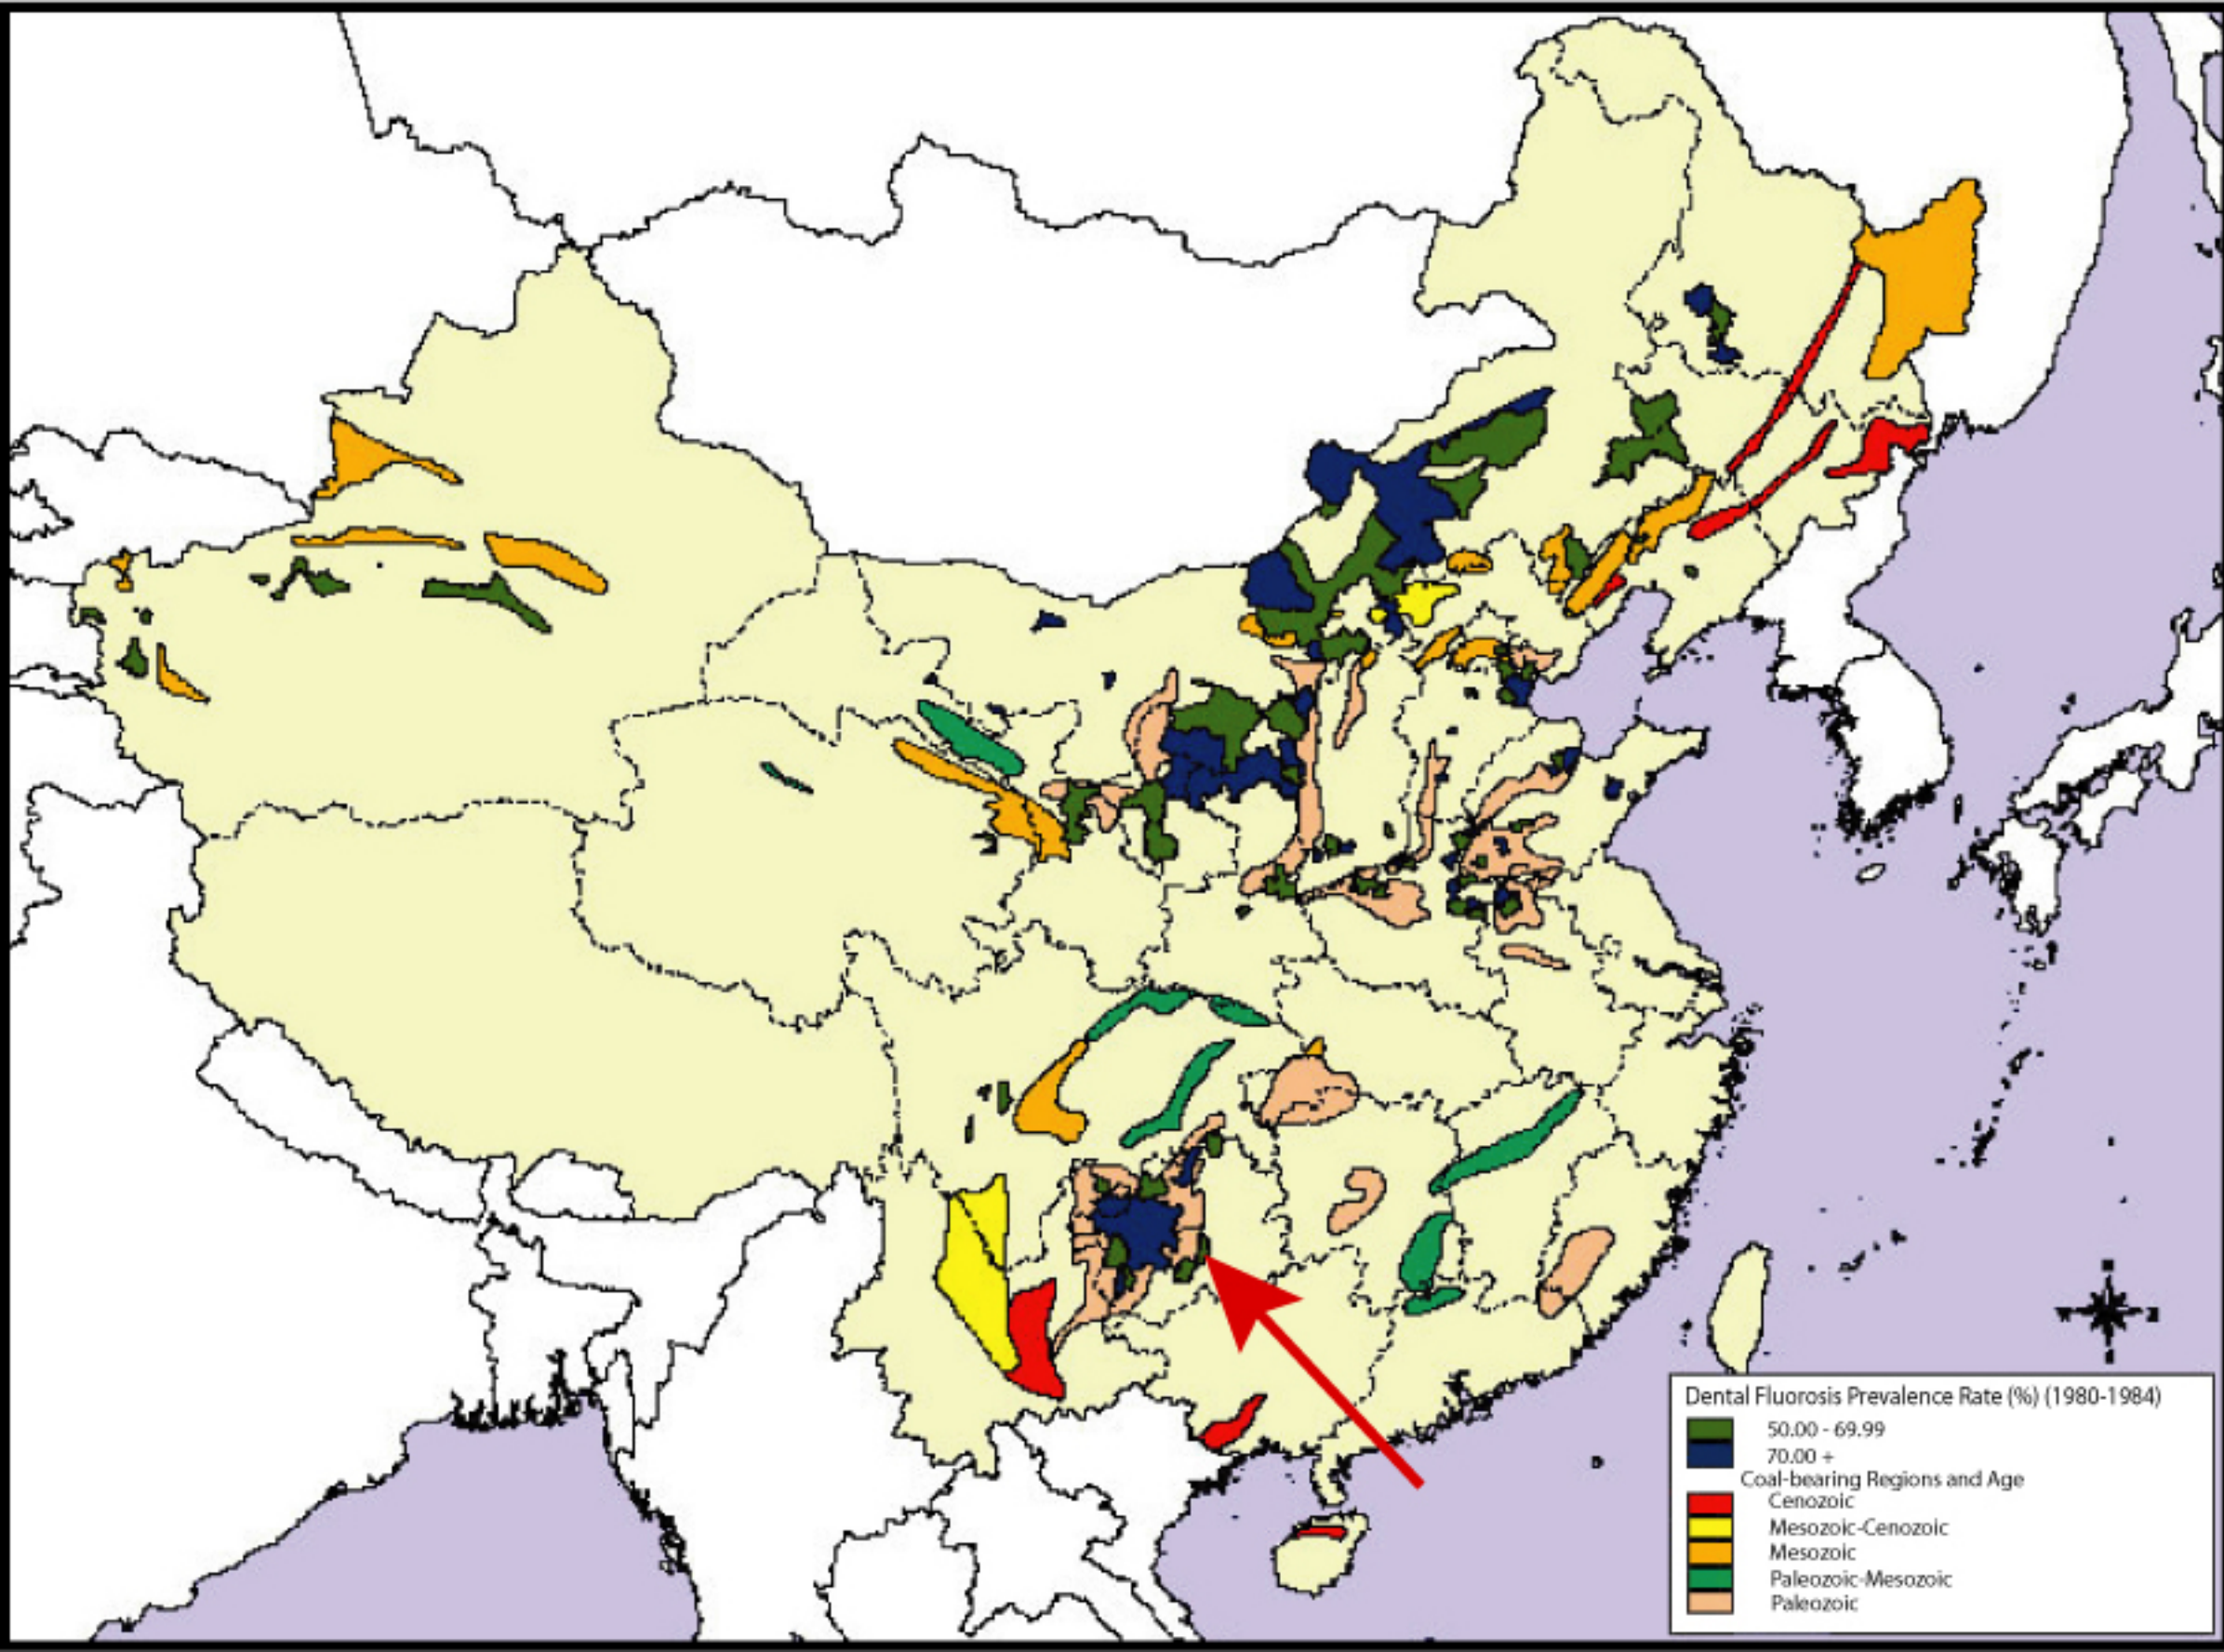 Dental Fluorosis Prevalence Rate (%) (1980-1984)
50.00 - 69.99
70.00 +
Coal-bearing Regions and Age
Cenozoic
Mesozoic-Cenozoic
Mesozoic
Paleozoic-Mesozoic
Paleozoic